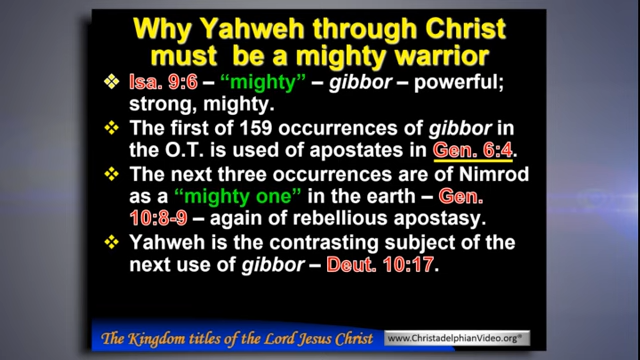 Why Yahweh through Christ
must be a mighty warrior
❖ Isa. 9:6 – “mighty” – gibbor – powerful;
strong, mighty.
❖ The first of 159 occurrences of gibbor in
the O.T. is used of apostates in Gen. 6:4.
❖ The next three occurrences are of Nimrod
as a “mighty one” in the earth – Gen.
10:8-9 – again of rebellious apostasy.
❖ Yahweh is the contrasting subject of the
next use of gibbor – Deut. 10:17.
The Kingdom titles of the Lord Jesus Christ
www.ChristadelphianVideo.org®